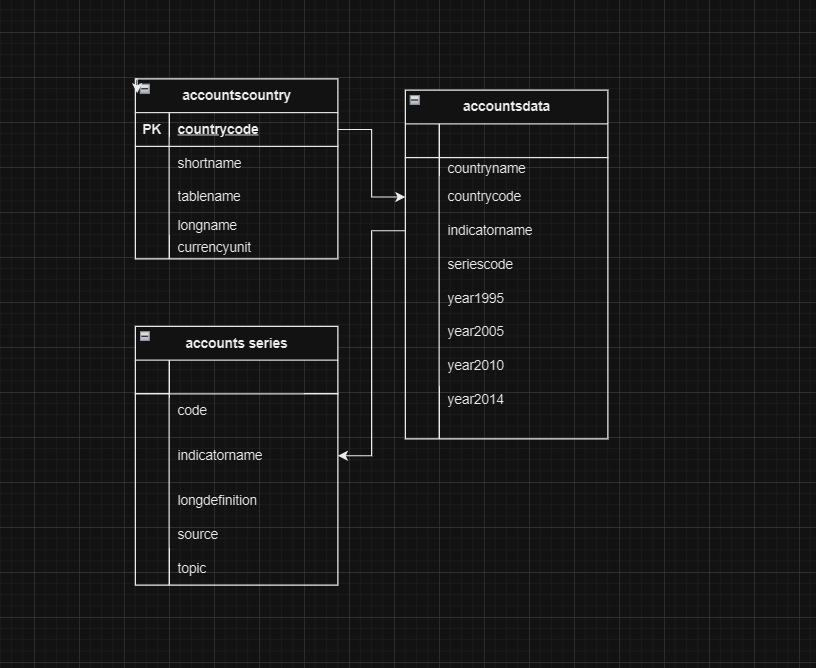 accountscountry
PK countrycode
shortname
tablename
longname
currencyunit
accountsdata
countryname
countrycode
indicatorname
seriescode
year1995
year2005
year2010
year2014
accounts series
code
indicatorname
longdefinition
source
topic